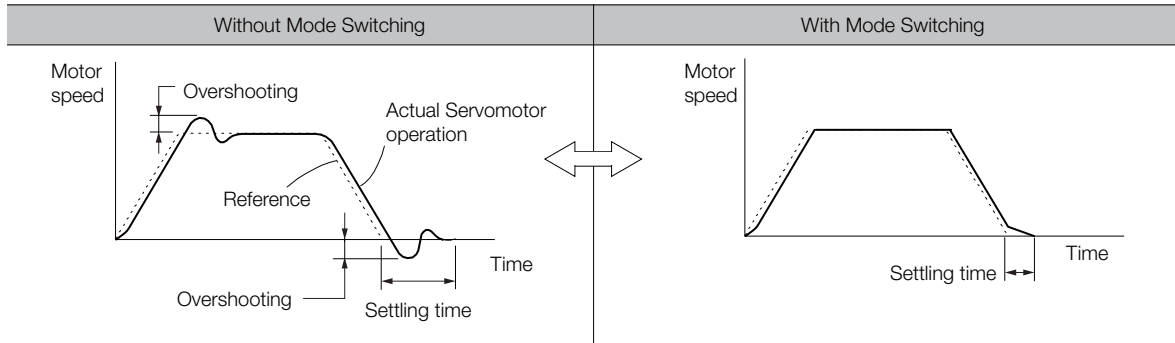 Without Mode Switching
With Mode Switching
Motor
speed
Overshooting
Actual Servomotor
operation
Reference
Time
Overshooting
Settling time
Motor
speed
Time
Settling time